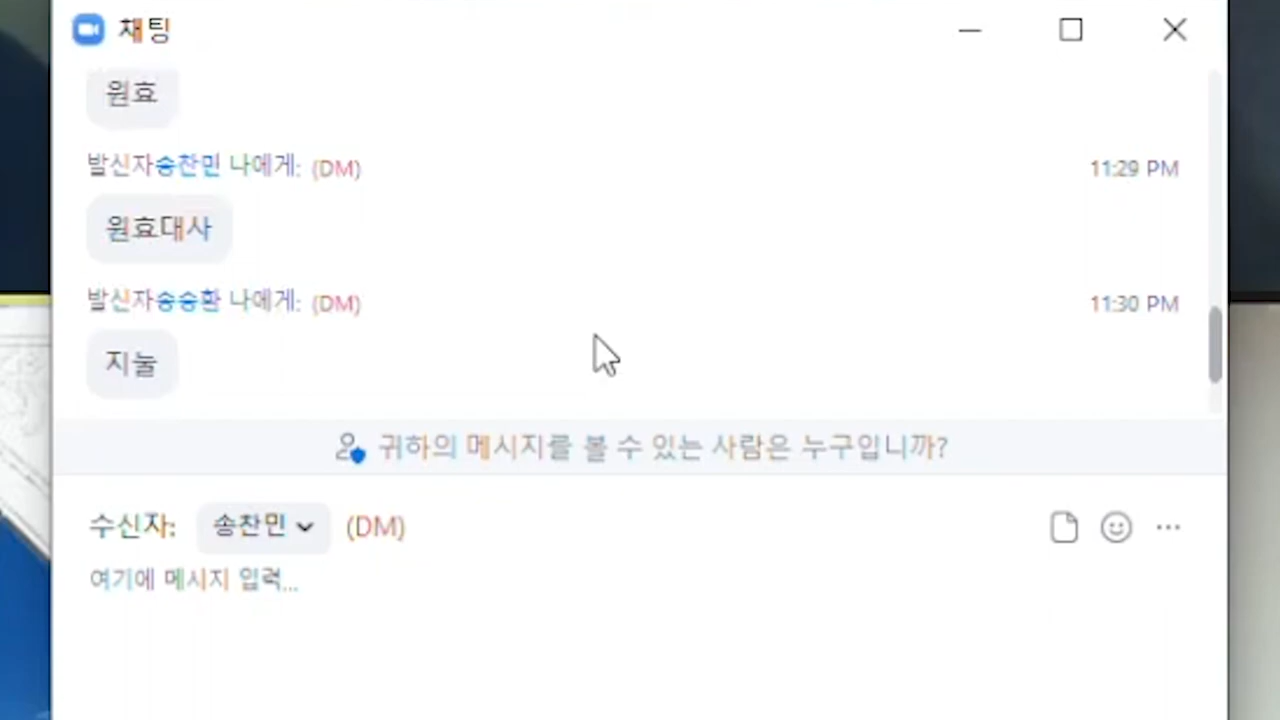 채팅
원효
발신자송찬민 나에게: (DM) 11:29 PM
원효대사
발신자송승환 나에게: (DM) 11:30 PM
지눌
귀하의 메시지를 볼 수 있는 사람은 누구입니까?
수신자: 송찬민 (DM)
여기에 메시지 입력...